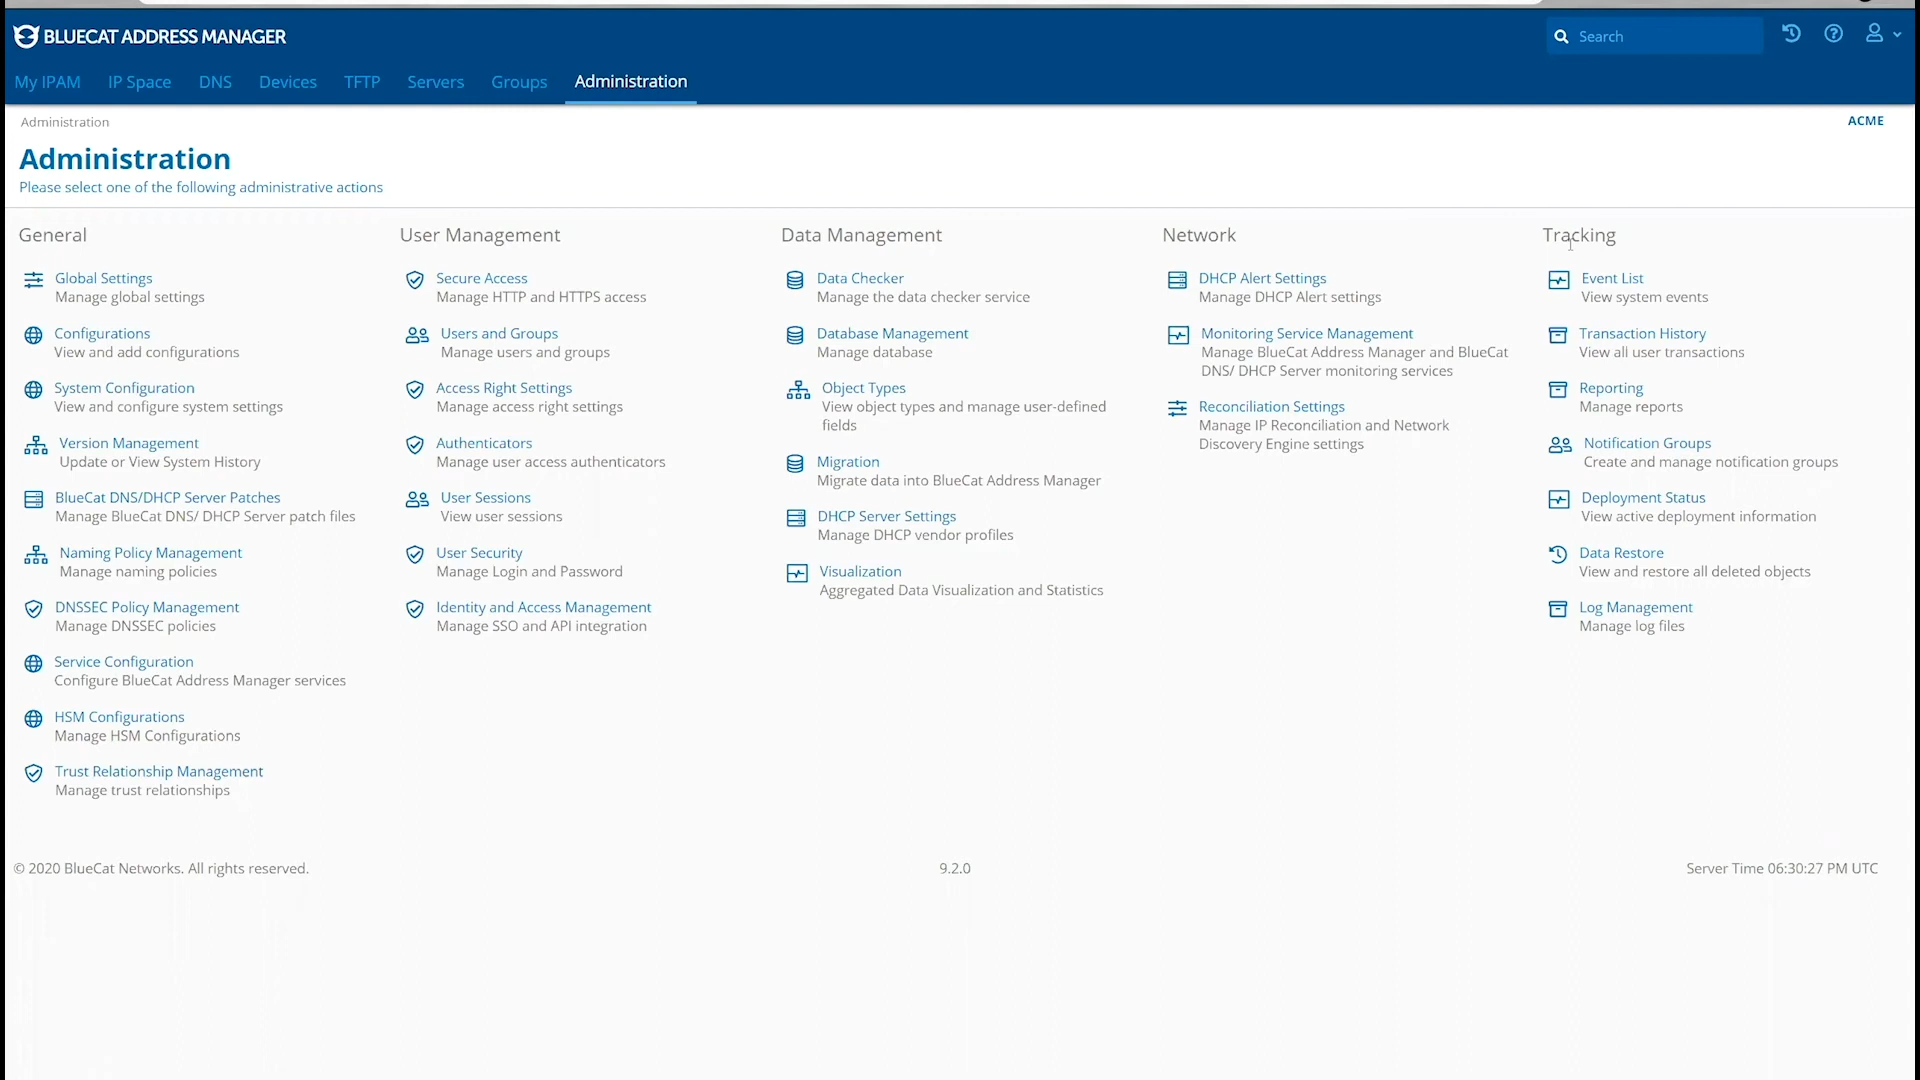 BLUECAT ADDRESS MANAGER
Search
My IPAM IP Space DNS Devices TFTP Servers Groups Administration
Administration
ACME
Administration
Please select one of the following administrative actions
General
Global Settings
Manage global settings
Configurations
View and add configurations
System Configuration
View and configure system settings
Version Management
Update or View System History
BlueCat DNS/DHCP Server Patches
Manage BlueCat DNS/ DHCP Server patch files
Naming Policy Management
Manage naming policies
DNSSEC Policy Management
Manage DNSSEC policies
Service Configuration
Configure BlueCat Address Manager services
HSM Configurations
Manage HSM Configurations
Trust Relationship Management
Manage trust relationships
User Management
Secure Access
Manage HTTP and HTTPS access
Users and Groups
Manage users and groups
Access Right Settings
Manage access right settings
Authenticators
Manage user access authenticators
User Sessions
View user sessions
User Security
Manage Login and Password
Identity and Access Management
Manage SSO and API integration
Data Management
Data Checker
Manage the data checker service
Database Management
Manage database
Object Types
View object types and manage user-defined
fields
Migration
Migrate data into BlueCat Address Manager
DHCP Server Settings
Manage DHCP vendor profiles
Visualization
Aggregated Data Visualization and Statistics
Network
DHCP Alert Settings
Manage DHCP Alert settings
Monitoring Service Management
Manage BlueCat Address Manager and BlueCat
DNS/ DHCP Server monitoring services
Reconciliation Settings
Manage IP Reconciliation and Network
Discovery Engine settings
Tracking
Event List
View system events
Transaction History
View all user transactions
Reporting
Manage reports
Notification Groups
Create and manage notification groups
Deployment Status
View active deployment information
Data Restore
View and restore all deleted objects
Log Management
Manage log files
© 2020 BlueCat Networks. All rights reserved.
9.2.0
Server Time 06:30:27 PM UTC